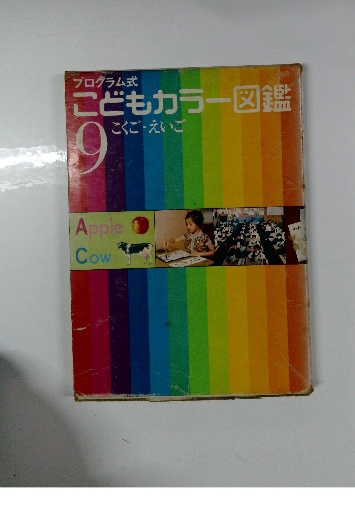 プログラム式
こどもカラー図鑑
9 こくご・えいご
Apple
Cow